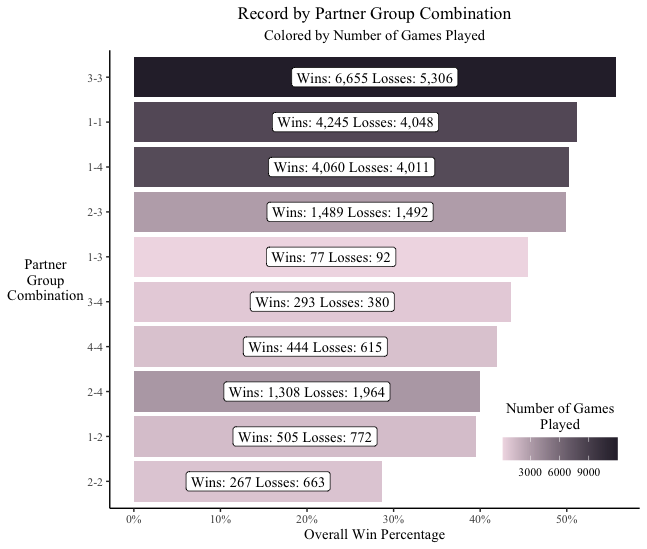 Record by Partner Group Combination
Colored by Number of Games Played
3-3
Wins: 6,655 Losses: 5,306
1-1
Wins: 4,245 Losses: 4,048
1-4
Wins: 4,060 Losses: 4,011
2-3
Wins: 1,489 Losses: 1,492
1-3
Wins: 77 Losses: 92
Partner
Group
Combination
3-4
Wins: 293 Losses: 380
4-4
Wins: 444 Losses: 615
2-4
Wins: 1,308 Losses: 1,964
1-2
Wins: 505 Losses: 772
2-2
Wins: 267 Losses: 663
Number of Games
Played
3000 6000 9000
0% 10% 20% 30% 40% 50%
Overall Win Percentage